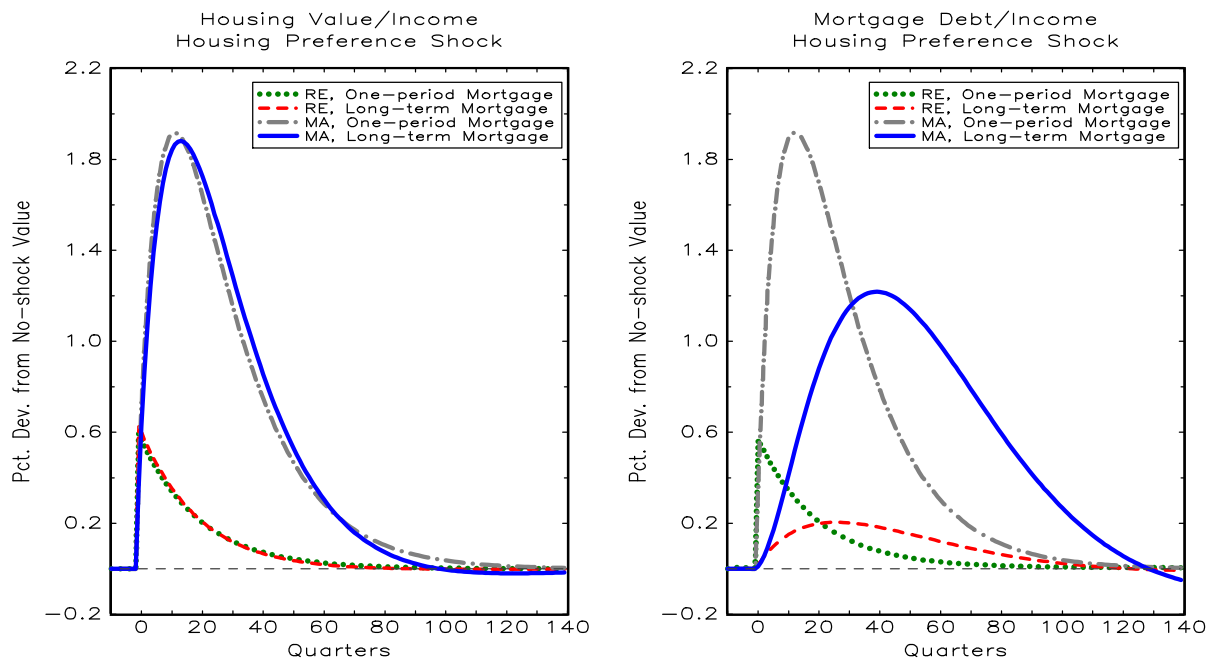 Housing Value/Income
Housing Preference Shock
Pct. Dev. from No-shock Value
2.2
1.8
1.4
1.0
0.6
0.2
-0.2
RE, One-period Mortgage
RE, Long-term Mortgage
MA, One-period Mortgage
MA, Long-term Mortgage
0 20 40 60 80 100 120 140
Quarters
Mortgage Debt/Income
Housing Preference Shock
Pct. Dev. from No-shock Value
2.2
1.8
1.4
1.0
0.6
0.2
-0.2
RE, One-period Mortgage
RE, Long-term Mortgage
MA, One-period Mortgage
MA, Long-term Mortgage
0 20 40 60 80 100 120 140
Quarters